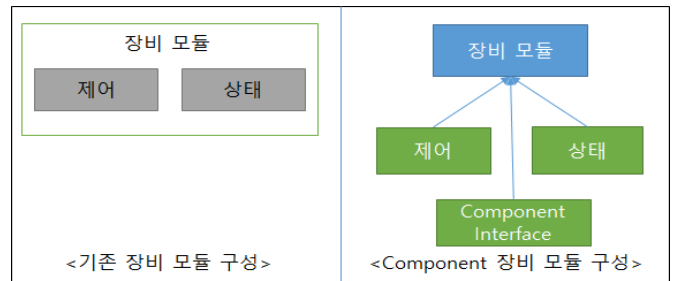 장비 모듈
제어
상태
<기존 장비 모듈 구성>
장비 모듈
제어
상태
Component
Interface
<Component 장비 모듈 구성>